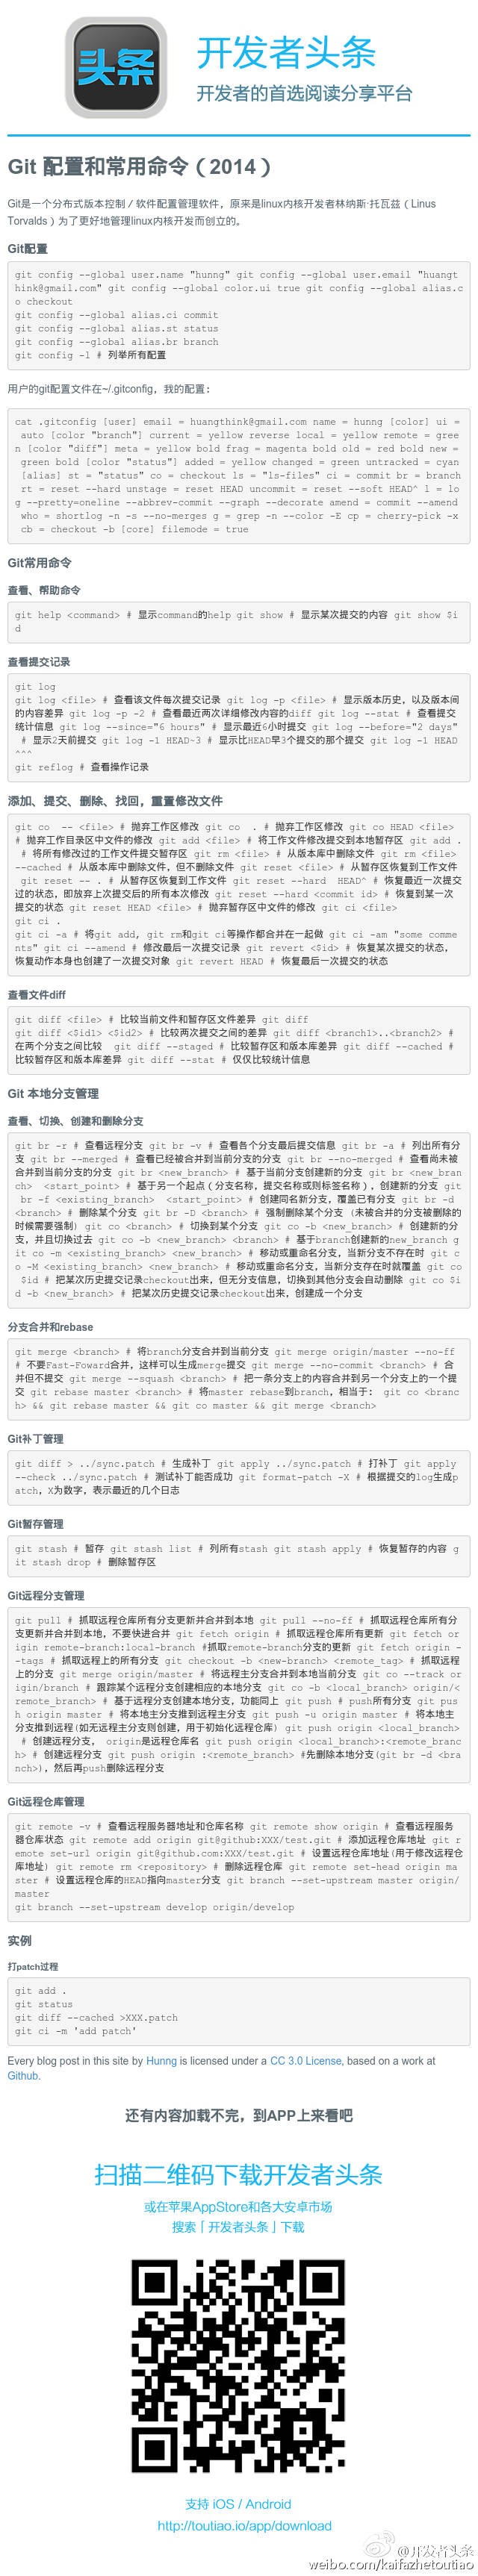 头条
开发者头条
开发者的首选阅读分享平台
Git 配置和常用命令（2014）
Git是一个分布式版本控制／软件配置管理软件，原来是linux内核开发者林纳斯·托瓦兹（Linus
Torvalds）为了更好地管理linux内核开发而创立的。
Git配置
git config --global user.name "hunng" git config --global user.email "huangt
hink@gmail.com" git config --global color.ui true git config --global alias.c
o checkout
git config --global alias.ci commit
git config --global alias.st status
git config --global alias.br branch
git config -l # 列举所有配置
用户的git配置文件在~/.gitconfig，我的配置：
cat .gitconfig [user] email = huangthink@gmail.com name = hunng [color] ui =
auto [color "branch"] current = yellow reverse local = yellow remote = gree
n [color "diff"] meta = yellow bold frag = magenta bold old = red bold new =
green bold [color "status"] added = yellow changed = green untracked = cyan
[alias] st = "status" co = checkout ls = "ls-files" ci = commit br = branch
rt = reset --hard unstage = reset HEAD uncommit = reset --soft HEAD^ l = lo
g --pretty=oneline --abbrev-commit --graph --decorate amend = commit --amend
who = shortlog -n -s --no-merges g = grep -n --color -E cp = cherry-pick -x
cb = checkout -b [core] filemode = true
Git常用命令
查看、帮助命令
git help <command> # 显示command的help git show # 显示某次提交的内容 git show $i
d
查看提交记录
git log
git log <file> # 查看该文件每次提交记录 git log -p <file> # 显示版本历史，以及版本间
的内容差异 git log -p -2 # 查看最近两次详细修改内容的diff git log --stat # 查看提交
统计信息 git log --since="6 hours" # 显示最近6小时提交 git log --before="2 days"
# 显示2天前提交 git log -1 HEAD~3 # 显示比HEAD早3个提交的那个提交 git log -1 HEAD
^^^
git reflog # 查看操作记录
添加、提交、删除、找回，重置修改文件
git co -- <file> # 抛弃工作区修改 git co . # 抛弃工作区修改 git co HEAD <file>
# 抛弃工作目录区中文件的修改 git add <file> # 将工作文件修改提交到本地暂存区 git add .
# 将所有修改过的工作文件提交暂存区 git rm <file> # 从版本库中删除文件 git rm <file>
--cached # 从版本库中删除文件，但不删除文件 git reset <file> # 从暂存区恢复到工作文件
git reset -- . # 从暂存区恢复到工作文件 git reset --hard HEAD^ # 恢复最近一次提交
过的状态，即放弃上次提交后的所有本次修改 git reset --hard <commit id> # 恢复到某一次
提交的状态 git reset HEAD <file> # 抛弃暂存区中文件的修改 git ci <file>
git ci .
git ci -a # 将git add, git rm和git ci等操作都合并在一起做 git ci -am "some comme
nts" git ci --amend # 修改最后一次提交记录 git revert <$id> # 恢复某次提交的状态，
恢复动作本身也创建了一次提交对象 git revert HEAD # 恢复最后一次提交的状态
查看文件diff
git diff <file> # 比较当前文件和暂存区文件差异 git diff
git diff <$id1> <$id2> # 比较两次提交之间的差异 git diff <branch1>..<branch2> #
在两个分支之间比较 git diff --staged # 比较暂存区和版本库差异 git diff --cached #
比较暂存区和版本库差异 git diff --stat # 仅仅比较统计信息
Git 本地分支管理
查看、切换、创建和删除分支
git br -r # 查看远程分支 git br -v # 查看各个分支最后提交信息 git br -a # 列出所有分
支 git br --merged # 查看已经被合并到当前分支的分支 git br --no-merged # 查看尚未被
合并到当前分支的分支 git br <new_branch> # 基于当前分支创建新的分支 git br <new_bran
ch> <start_point> # 基于另一个起点（分支名称，提交名称或则标签名称），创建新的分支 git
br -f <existing_branch> <start_point> # 创建同名新分支，覆盖已有分支 git br -d
<branch> # 删除某个分支 git br -D <branch> # 强制删除某个分支 (未被合并的分支被删除的
时候需要强制) git co <branch> # 切换到某个分支 git co -b <new_branch> # 创建新的分
支，并且切换过去 git co -b <new_branch> <branch> # 基于branch创建新的new_branch g
it co -m <existing_branch> <new_branch> # 移动或重命名分支，当新分支不存在时 git c
o -M <existing_branch> <new_branch> # 移动或重命名分支，当新分支存在时就覆盖 git co
$id # 把某次历史提交记录checkout出来，但无分支信息，切换到其他分支会自动删除 git co $i
d -b <new_branch> # 把某次历史提交记录checkout出来，创建成一个分支
分支合并和rebase
git merge <branch> # 将branch分支合并到当前分支 git merge origin/master --no-ff
# 不要Fast-Foward合并，这样可以生成merge提交 git merge --no-commit <branch> # 合
并但不提交 git merge --squash <branch> # 把一条分支上的内容合并到另一个分支上的一个提
交 git rebase master <branch> # 将master rebase到branch，相当于： git co <branc
h> && git rebase master && git co master && git merge <branch>
Git补丁管理
git diff > ../sync.patch # 生成补丁 git apply ../sync.patch # 打补丁 git apply
--check ../sync.patch # 测试补丁能否成功 git format-patch -X # 根据提交的log生成p
atch，X为数字，表示最近的几个日志
Git暂存管理
git stash # 暂存 git stash list # 列所有stash git stash apply # 恢复暂存的内容 g
it stash drop # 删除暂存区
Git远程分支管理
git pull # 抓取远程仓库所有分支更新并合并到本地 git pull --no-ff # 抓取远程仓库所有分
支更新并合并到本地，不要快进合并 git fetch origin # 抓取远程仓库所有更新 git fetch or
igin remote-branch:local-branch #抓取remote-branch分支的更新 git fetch origin -
-tags # 抓取远程上的所有分支 git checkout -b <new-branch> <remote_tag> # 抓取远程
上的分支 git merge origin/master # 将远程主分支合并到本地当前分支 git co --track or
igin/branch # 跟踪某个远程分支创建相应的本地分支 git co -b <local_branch> origin/<
remote_branch> # 基于远程分支创建本地分支，功能同上 git push # push所有分支 git pus
h origin master # 将本地主分支推到远程主分支 git push -u origin master # 将本地主
分支推到远程(如无远程主分支则创建，用于初始化远程仓库) git push origin <local_branch>
# 创建远程分支， origin是远程仓库名 git push origin <local_branch>:<remote_branc
h> # 创建远程分支 git push origin :<remote_branch> #先删除本地分支(git br -d <bra
nch>)，然后再push删除远程分支
Git远程仓库管理
git remote -v # 查看远程服务器地址和仓库名称 git remote show origin # 查看远程服务
器仓库状态 git remote add origin git@github:XXX/test.git # 添加远程仓库地址 git r
emote set-url origin git@github.com:XXX/test.git # 设置远程仓库地址(用于修改远程仓
库地址) git remote rm <repository> # 删除远程仓库 git remote set-head origin ma
ster # 设置远程仓库的HEAD指向master分支 git branch --set-upstream master origin/
master
git branch --set-upstream develop origin/develop
实例
打patch过程
git add .
git status
git diff --cached >XXX.patch
git ci -m 'add patch'
Every blog post in this site by Hunng is licensed under a CC 3.0 License, based on a work at
Github.
还有内容加载不完，到APP上来看吧
扫描二维码下载开发者头条
或在苹果AppStore和各大安卓市场
搜索「开发者头条」下载
支持 iOS / Android
http://toutiao.io/app/download
@开发者头条
weibo.com/kaifazhetoutiao